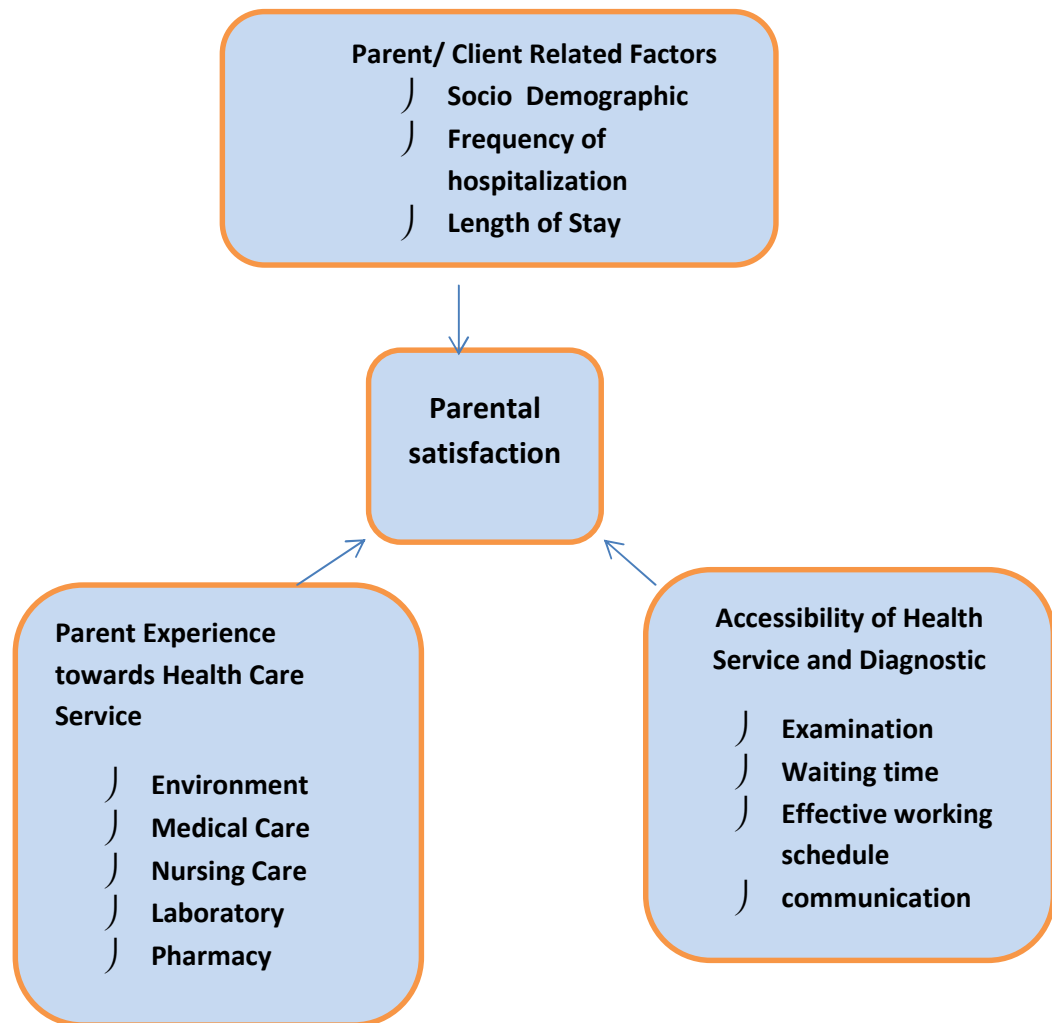 Parent/ Client Related Factors
⎠ Socio Demographic
⎠ Frequency of
hospitalization
⎠ Length of Stay
Parental
satisfaction
Parent Experience
towards Health Care
Service
⎠ Environment
⎠ Medical Care
⎠ Nursing Care
⎠ Laboratory
⎠ Pharmacy
Accessibility of Health
Service and Diagnostic
⎠ Examination
⎠ Waiting time
⎠ Effective working
schedule
⎠ communication